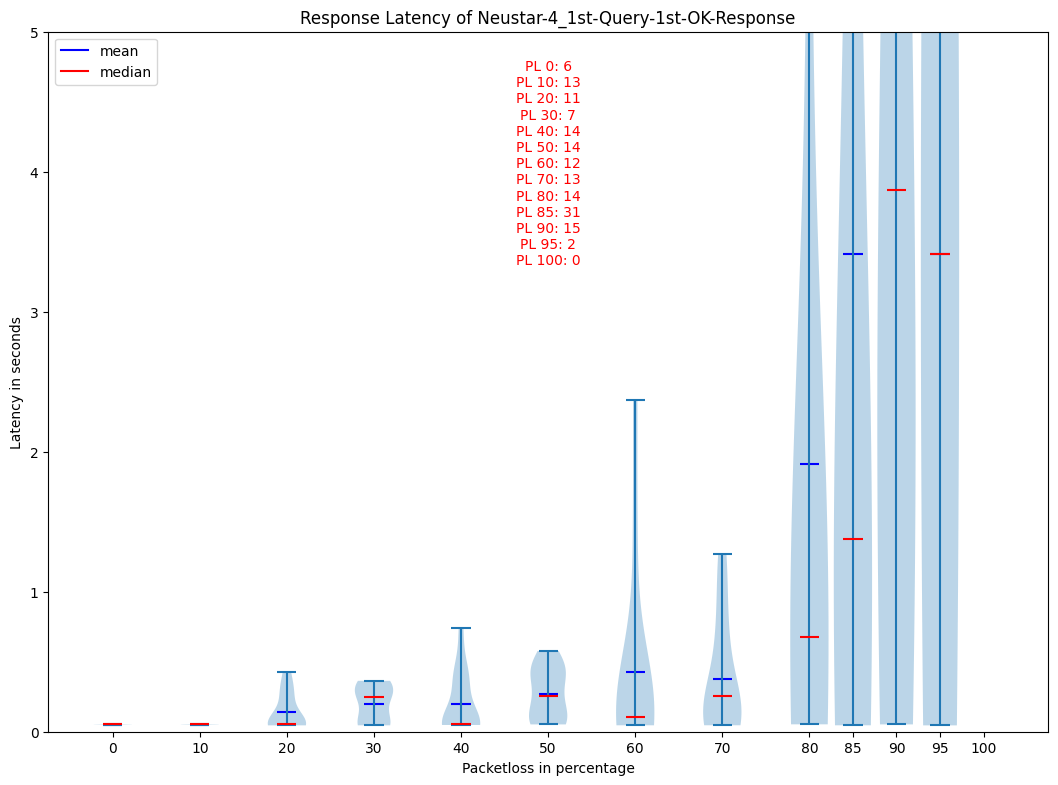 Response Latency of Neustar-4_1st-Query-1st-OK-Response
mean
median
PL 0: 6
PL 10: 13
PL 20: 11
PL 30: 7
PL 40: 14
PL 50: 14
PL 60: 12
PL 70: 13
PL 80: 14
PL 85: 31
PL 90: 15
PL 95: 2
PL 100: 0
5
4
3
2
1
0
Latency in seconds
0 10 20 30 40 50 60 70 80 85 90 95 100
Packetloss in percentage